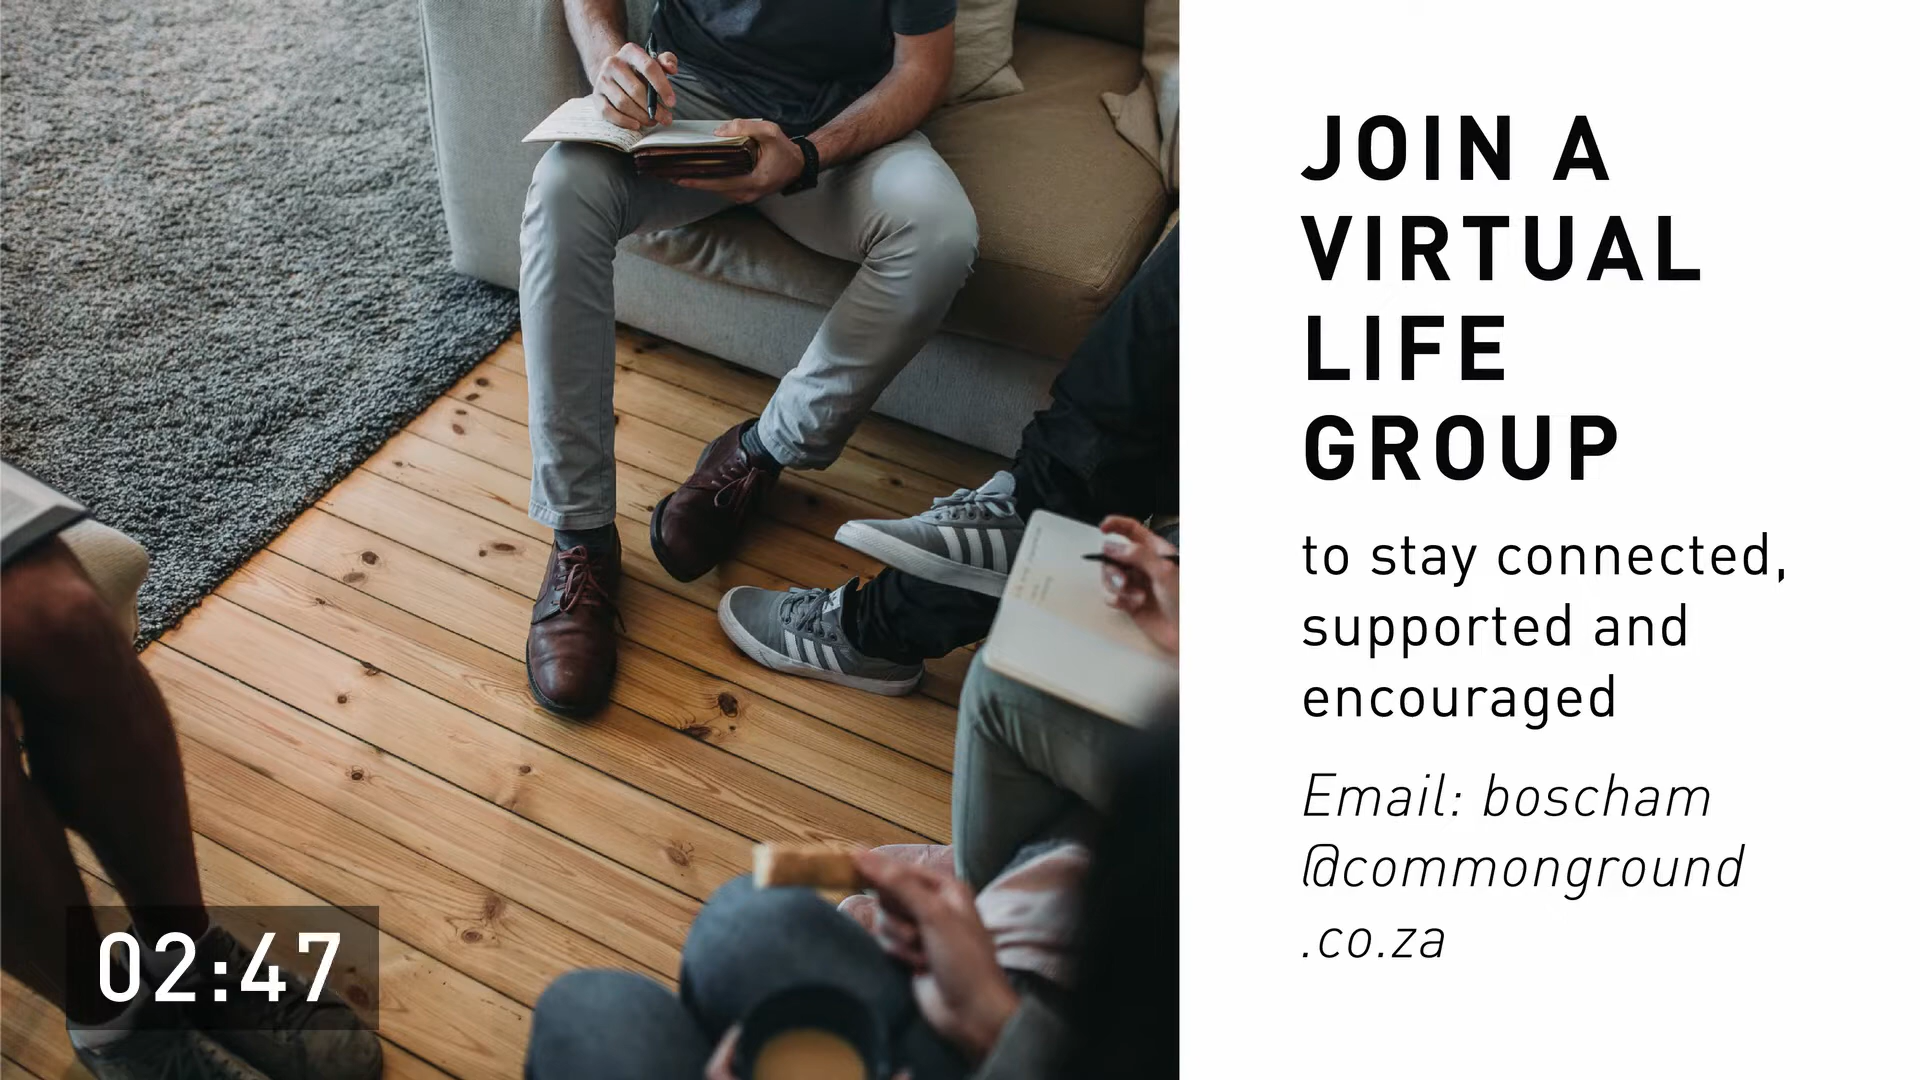 JOIN A
VIRTUAL
LIFE
GROUP
to stay connected,
supported and
encouraged
Email: boscham
@commonground
.co.za
02:47